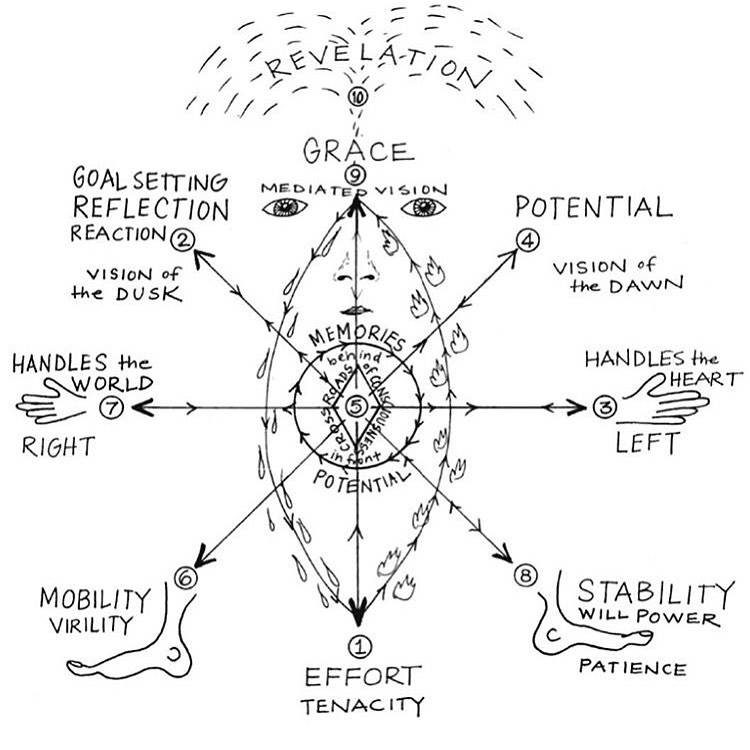 REVELATION
10
GRACE
9
MEDIATED VISION
GOAL SETTING
REFLECTION
REACTION 2
VISION of
the DUSK
POTENTIAL
4
VISION of
the DAWN
MEMORIES
behind
CROSS ROADS
of CONSCIOUSNESS
5
in front
POTENTIAL
HANDLES the
WORLD
7
RIGHT
HANDLES the
HEART
3
LEFT
6
MOBILITY
VIRILITY
8
STABILITY
WILL POWER
PATIENCE
1
EFFORT
TENACITY